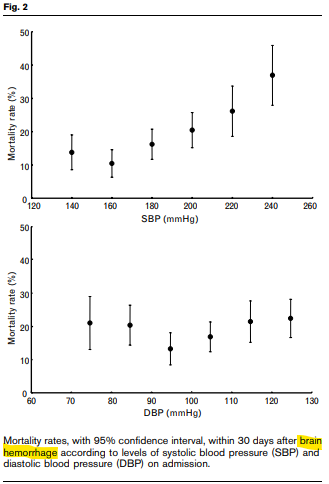 Fig. 2
50
40
30
20
10
0
Mortality rate (%)
120 140 160 180 200 220 240 260
SBP (mmHg)
50
40
30
20
10
0
Mortality rate (%)
60 70 80 90 100 110 120 130
DBP (mmHg)
Mortality rates, with 95% confidence interval, within 30 days after brain
hemorrhage according to levels of systolic blood pressure (SBP) and
diastolic blood pressure (DBP) on admission.